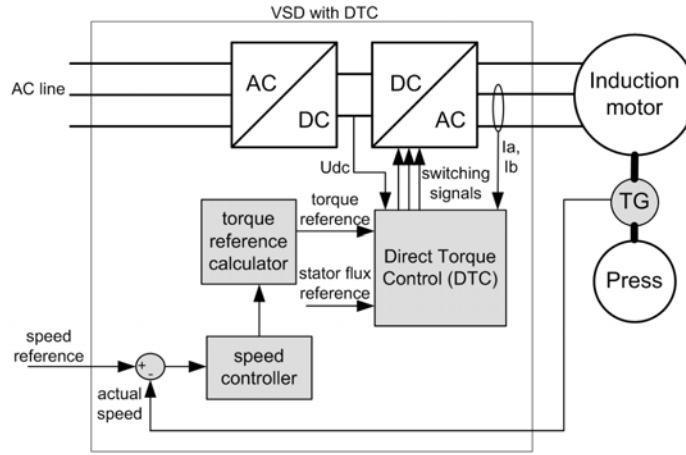 VSD with DTC
AC line
AC
DC
DC
AC
Induction
motor
Ia,
Ib
Udc
switching
signals
TG
torque
reference
calculator
torque
reference
Direct Torque
Control (DTC)
Press
stator flux
reference
speed
reference
+
-
speed
controller
actual
speed